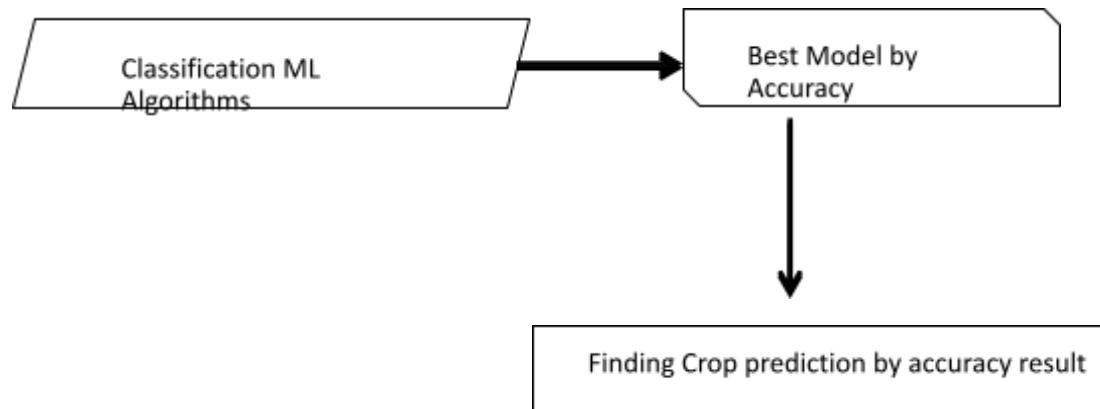 Classification ML
Algorithms
Best Model by
Accuracy
Finding Crop prediction by accuracy result